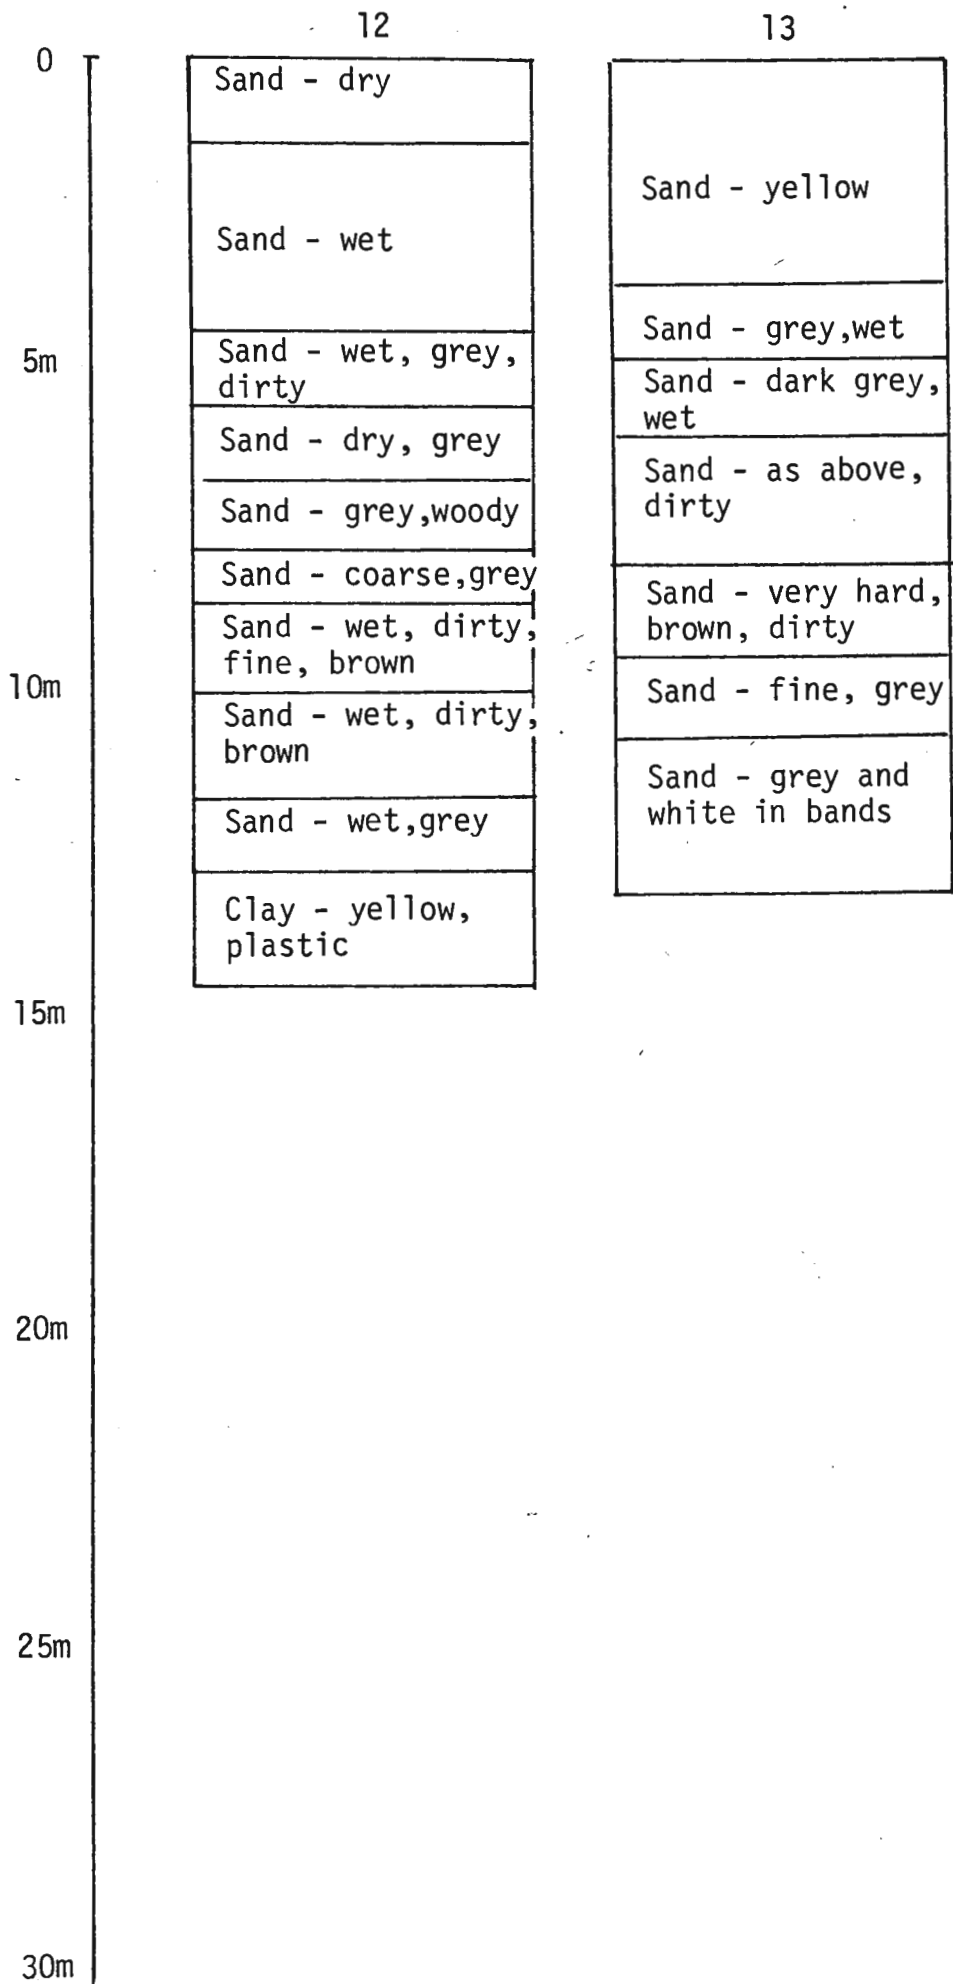 12
13
0
5m
10m
15m
20m
25m
30m
Sand - dry
Sand - wet
Sand - wet, grey,
dirty
Sand - dry, grey
Sand - grey,woody
Sand - coarse,grey
Sand - wet, dirty,
fine, brown
Sand - wet, dirty,
brown
Sand - wet,grey
Clay - yellow,
plastic
Sand - yellow
Sand - grey,wet
Sand - dark grey,
wet
Sand - as above,
dirty
Sand - very hard,
brown, dirty
Sand - fine, grey
Sand - grey and
white in bands